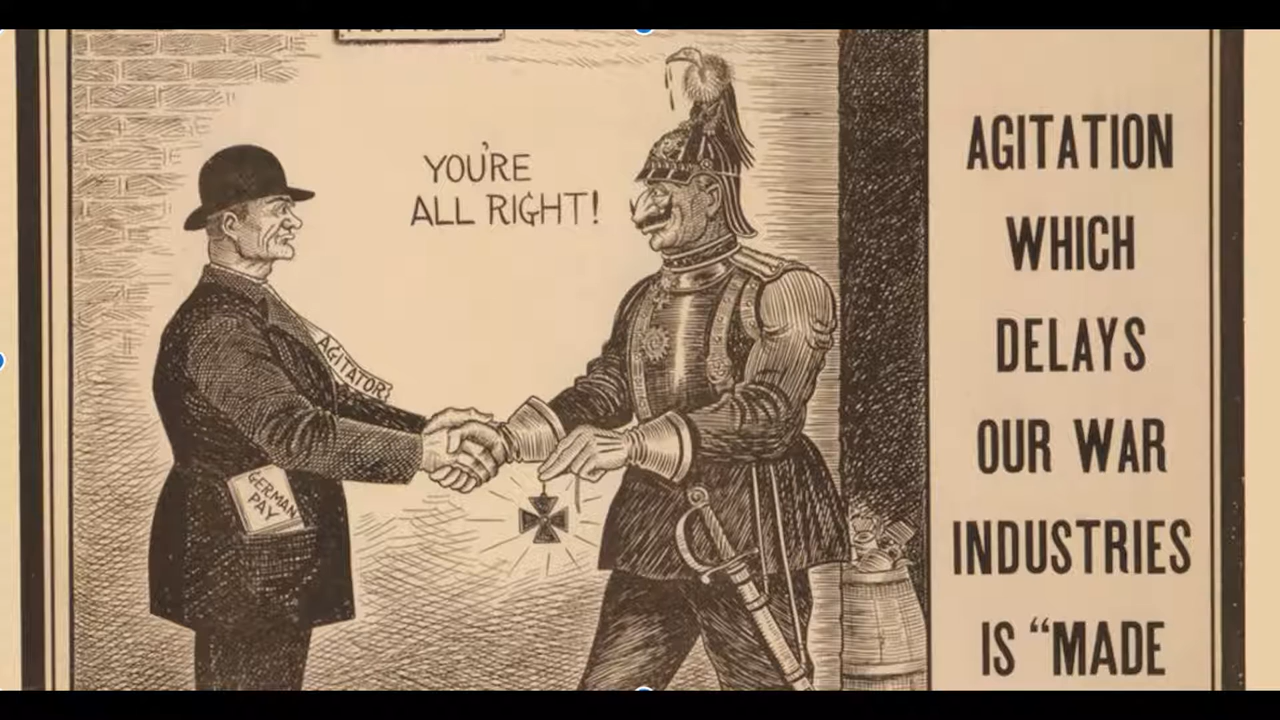 YOU'RE
ALL RIGHT!
AGITATOR
GERMAN
PAY
AGITATION
WHICH
DELAYS
OUR WAR
INDUSTRIES
IS “MADE